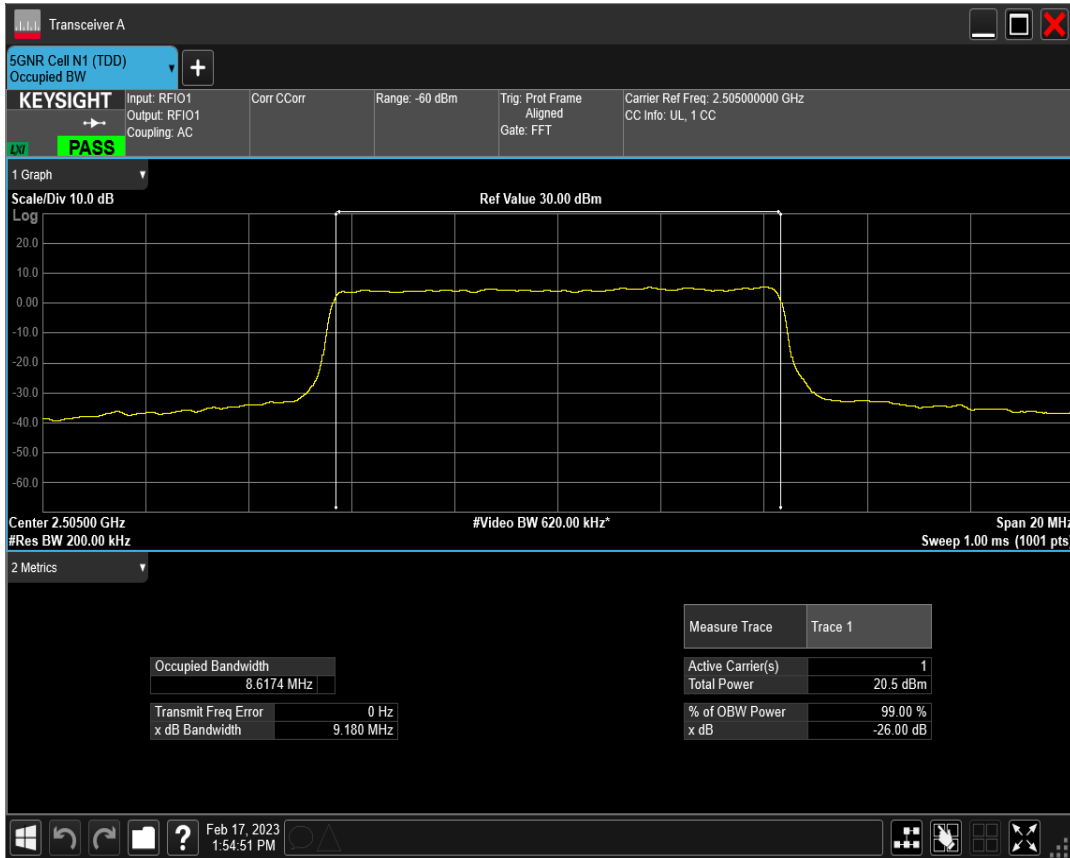 Transceiver A
5GNR Cell N1 (TDD)
Occupied BW
+
KEYSIGHT
LXI
PASS
Input: RFIO1
Output: RFIO1
Coupling: AC
Corr CCorr
Range: -60 dBm
Trig: Prot Frame
Aligned
Gate: FFT
Carrier Ref Freq: 2.505000000 GHz
CC Info: UL, 1 CC
1 Graph
Scale/Div 10.0 dB
Ref Value 30.00 dBm
Log
20.0
10.0
0.00
-10.0
-20.0
-30.0
-40.0
-50.0
-60.0
Center 2.50500 GHz
#Video BW 620.00 kHz*
Span 20 MHz
#Res BW 200.00 kHz
Sweep 1.00 ms (1001 pts)
2 Metrics
Measure Trace Trace 1
Occupied Bandwidth
8.6174 MHz
Active Carrier(s) 1
Total Power 20.5 dBm
Transmit Freq Error 0 Hz
x dB Bandwidth 9.180 MHz
% of OBW Power 99.00 %
x dB -26.00 dB
?
Feb 17, 2023
1:54:51 PM